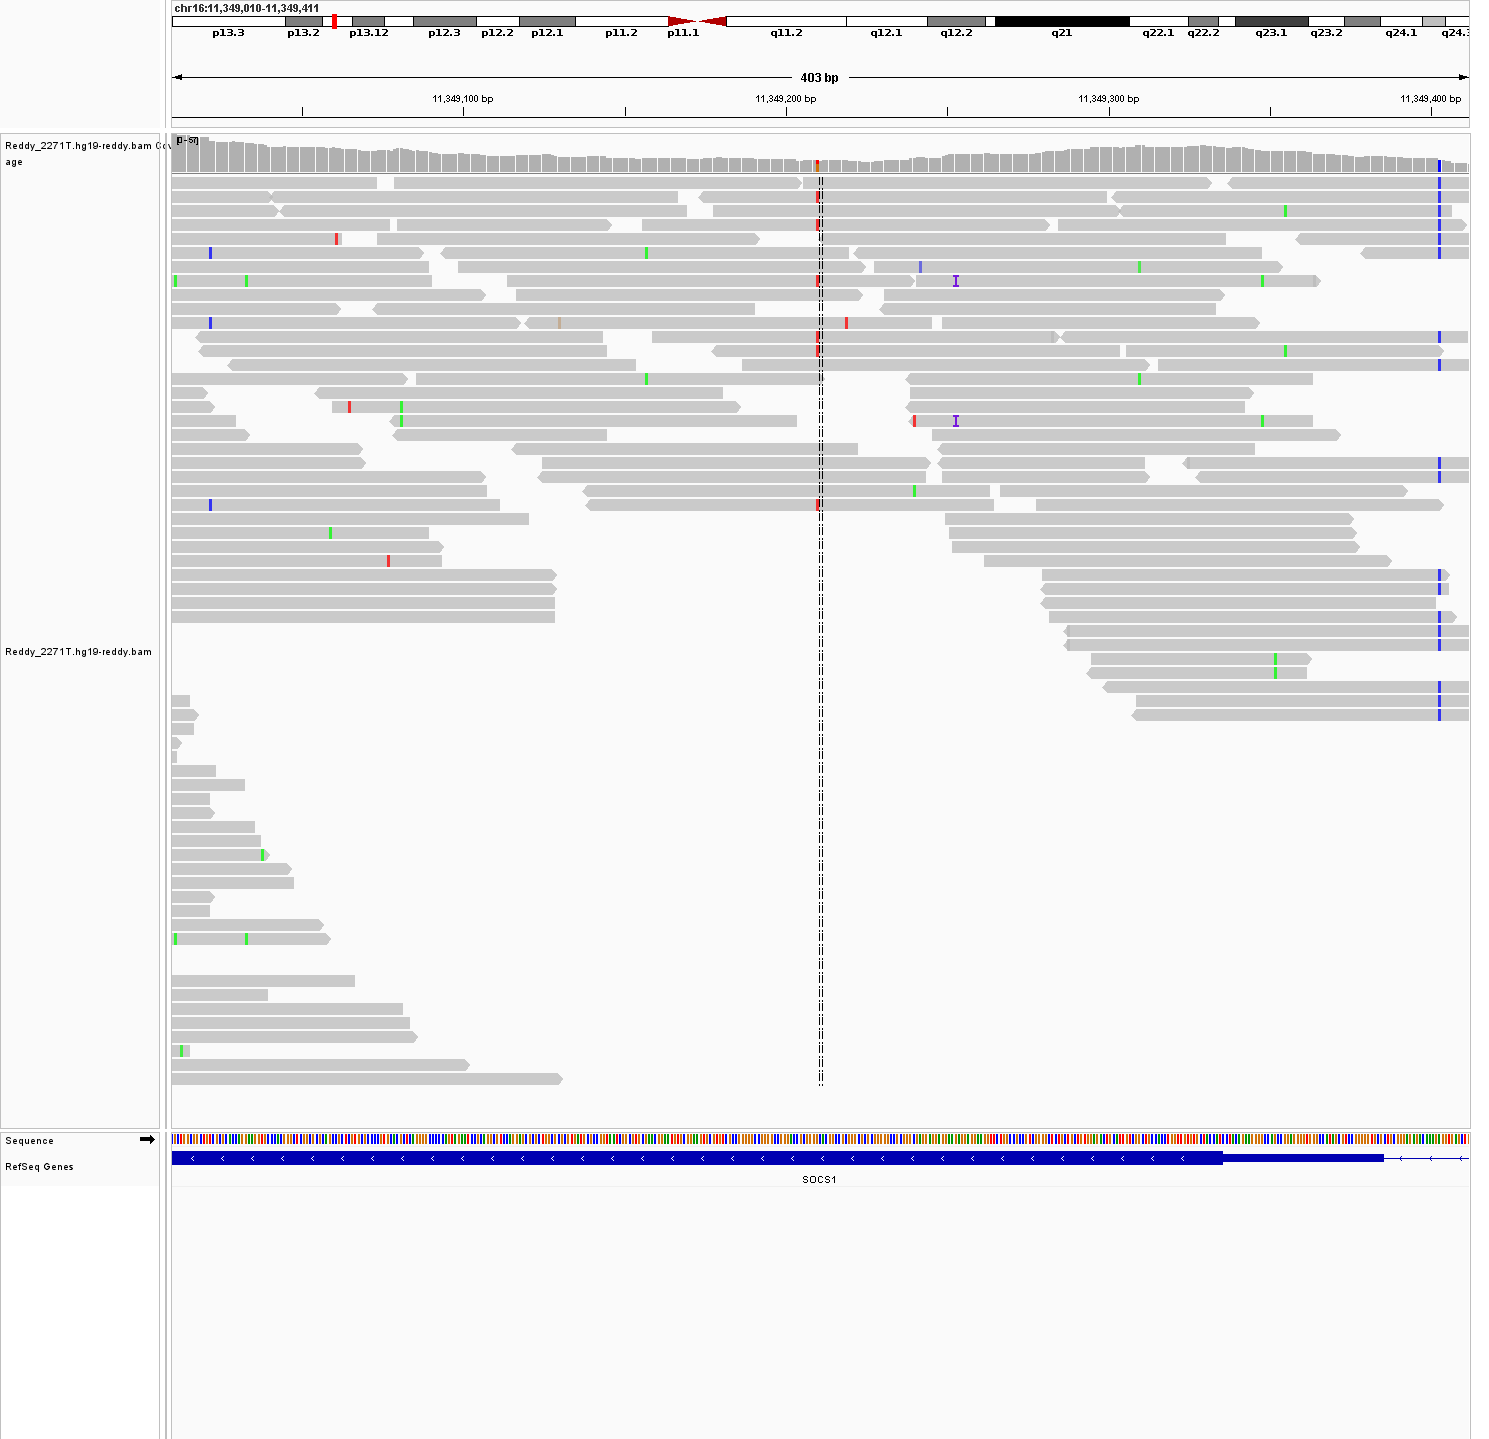 chr16:11,349,010-11,349,411
p13.3 p13.2 p13.12 p12.3 p12.2 p12.1 p11.2 p11.1 q11.2 q12.1 q12.2 q21 q22.1 q22.2 q23.1 q23.2 q24.1 q24.3
403 bp
11,349,100 bp 11,349,200 bp 11,349,300 bp 11,349,400 bp
[0-57]
Reddy_2271T.hg19-reddy.bam Cov
age
Reddy_2271T.hg19-reddy.bam
Sequence
RefSeq Genes
SOCS1